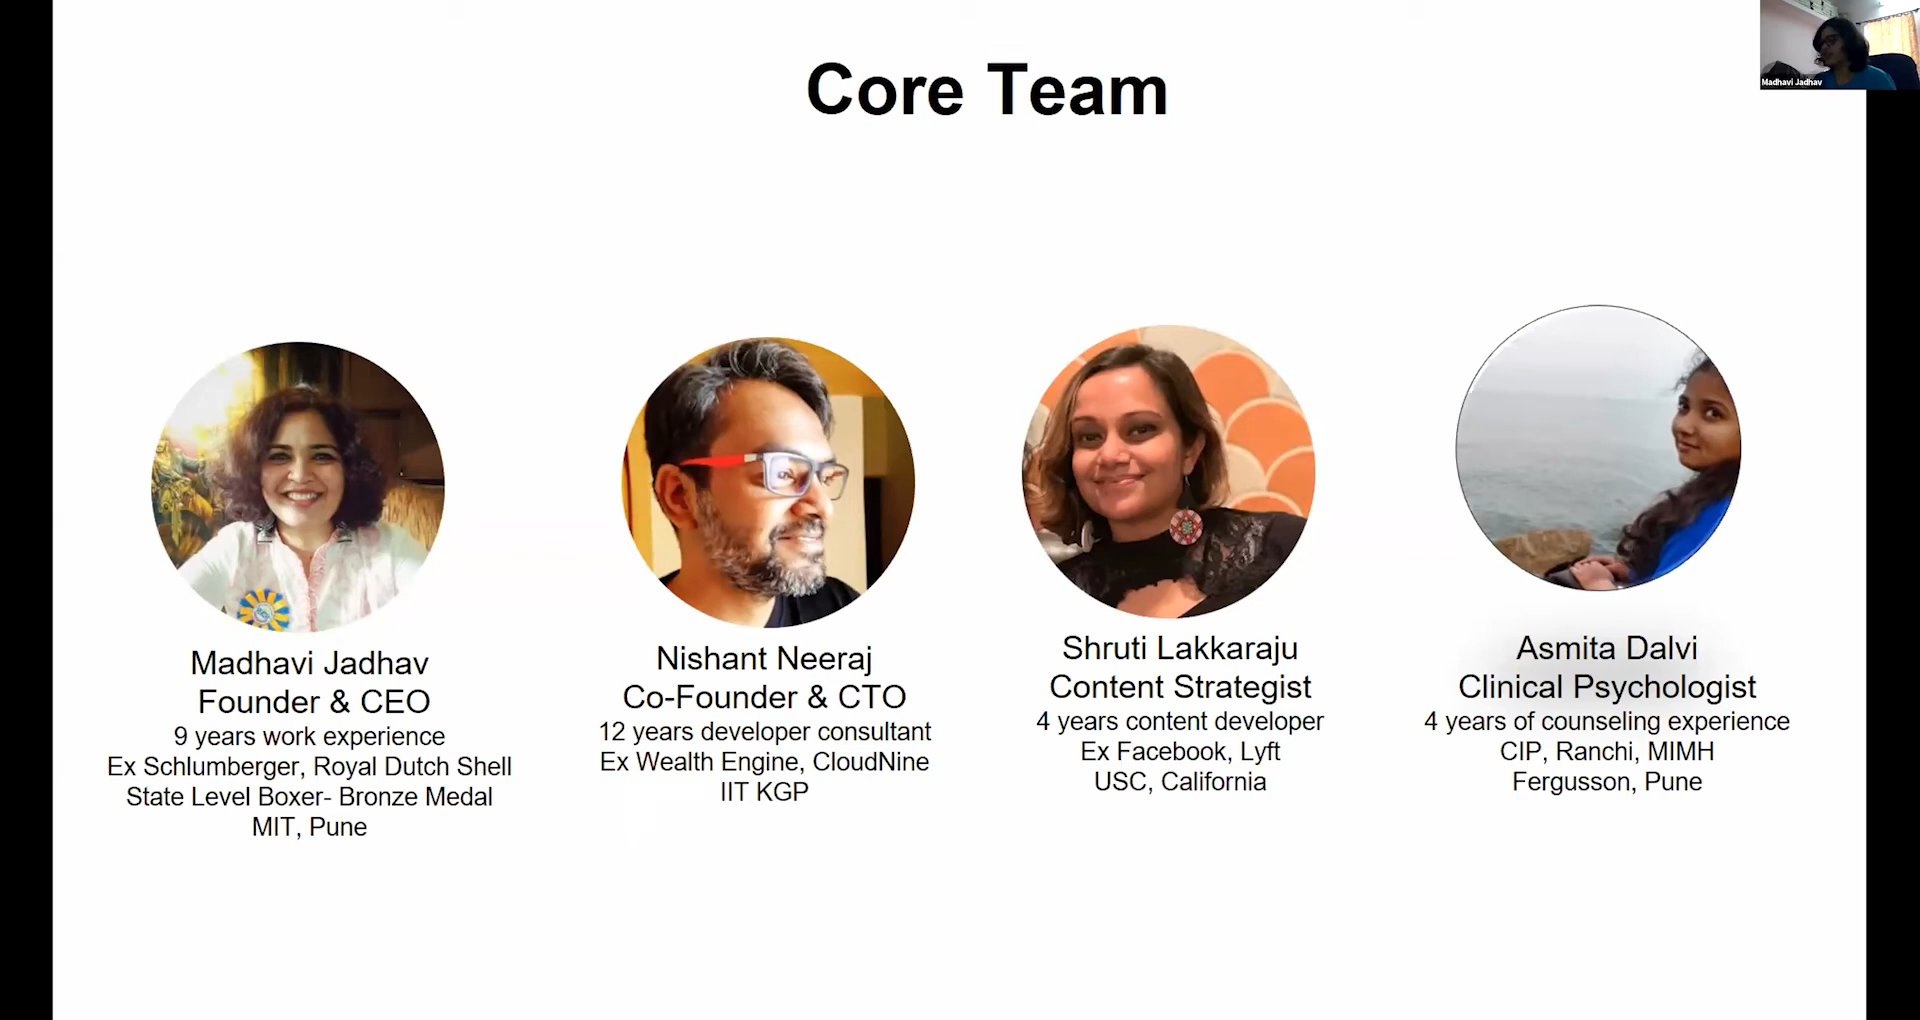 Core Team
Madhavi Jadhav
Madhavi Jadhav
Founder & CEO
9 years work experience
Ex Schlumberger, Royal Dutch Shell
State Level Boxer- Bronze Medal
MIT, Pune
Nishant Neeraj
Co-Founder & CTO
12 years developer consultant
Ex Wealth Engine, CloudNine
IIT KGP
Shruti Lakkaraju
Content Strategist
4 years content developer
Ex Facebook, Lyft
USC, California
Asmita Dalvi
Clinical Psychologist
4 years of counseling experience
CIP, Ranchi, MIMH
Fergusson, Pune